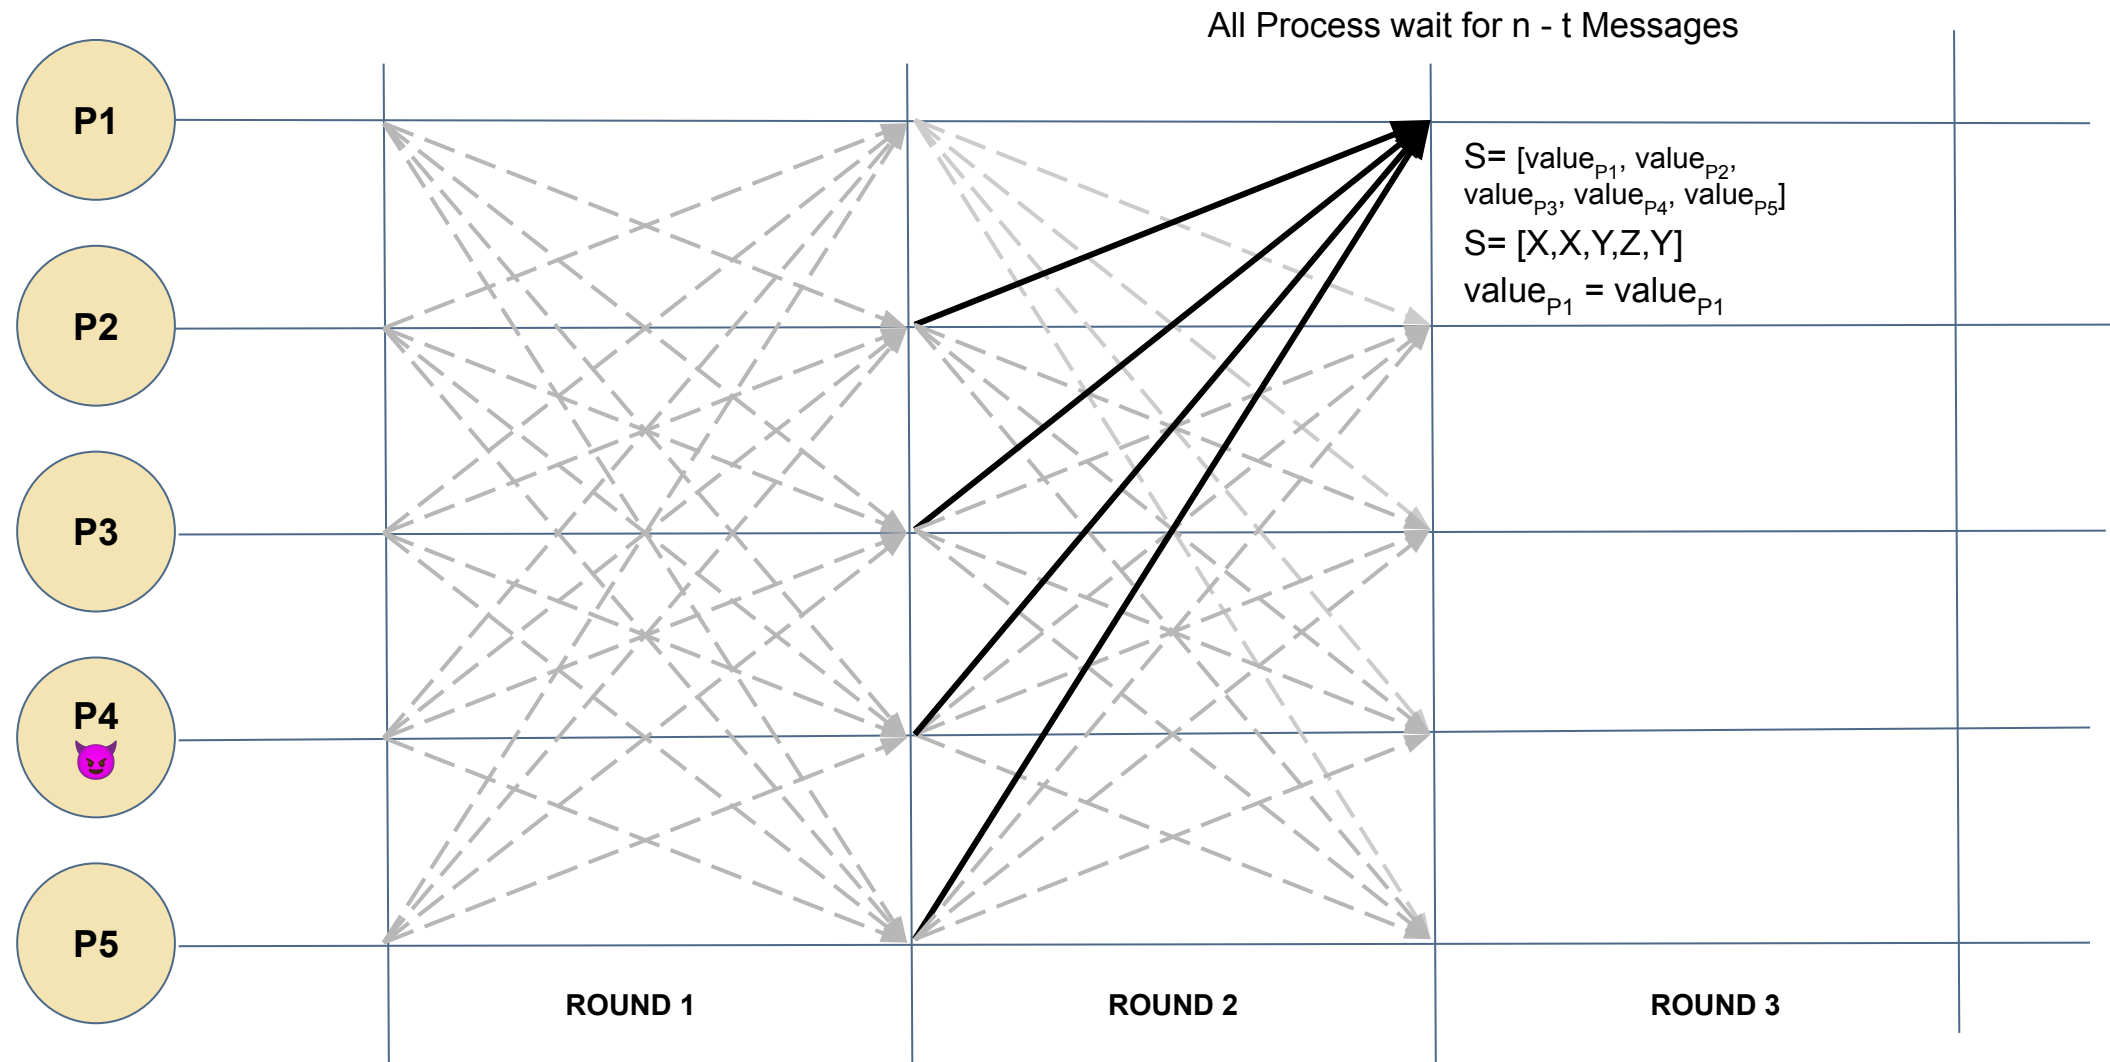 All Process wait for n - t Messages
P1
S= [valueP1, valueP2,
valueP3, valueP4, valueP5]
S= [X,X,Y,Z,Y]
valueP1 = valueP1
P2
P3
P4
P5
ROUND 1
ROUND 2
ROUND 3